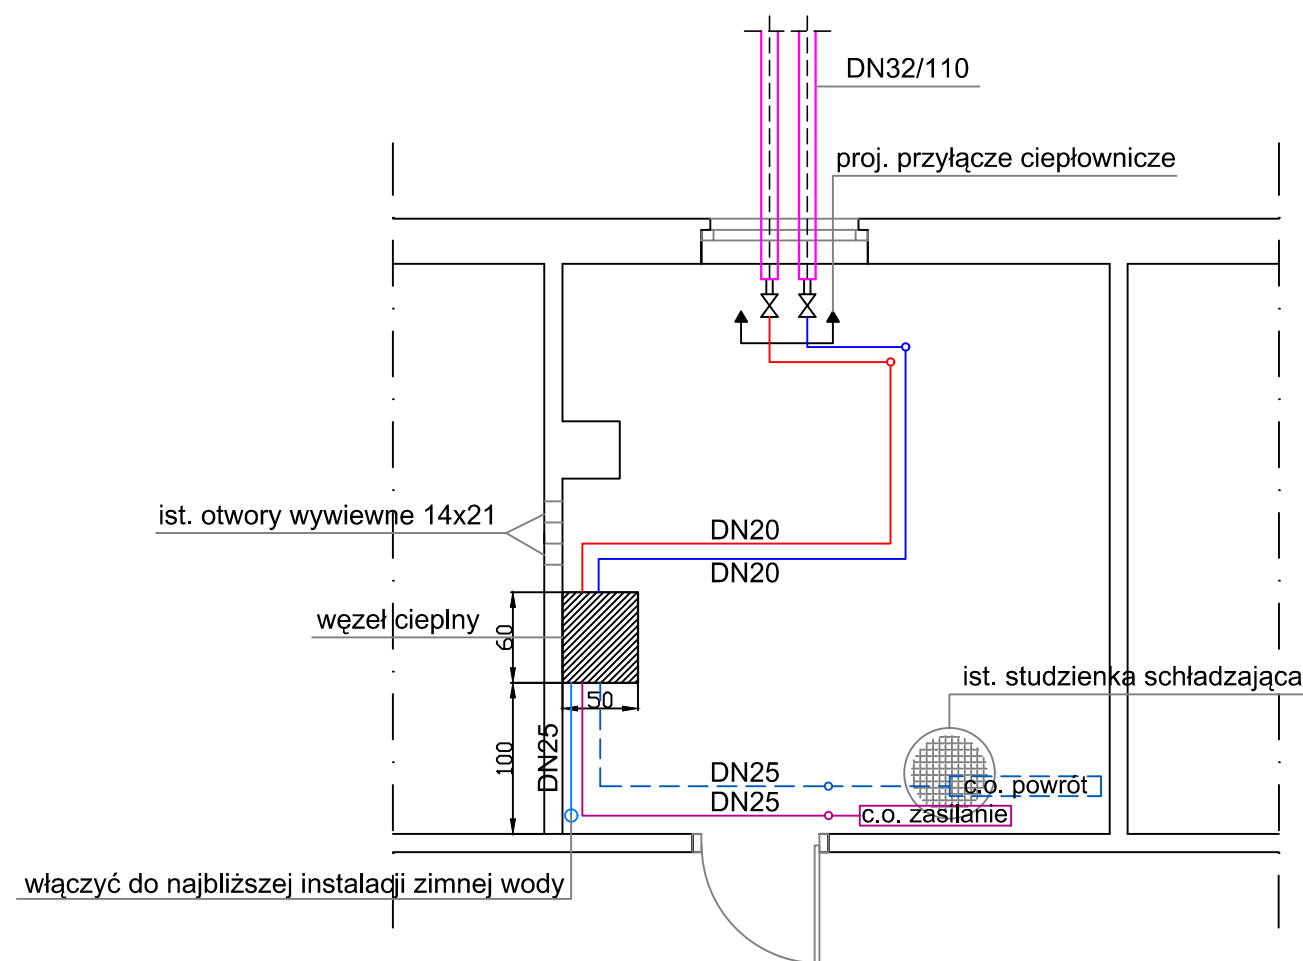 DN32/110
proj. przyłącze ciepłownicze
ist. otwory wywiewne 14x21
DN20
DN20
węzeł cieplny
60
50
ist. studzienka schładzająca
100
DN25
DN25
c.o. powrót
DN25
c.o. zasilanie
włączyć do najbliższej instalacji zimnej wody